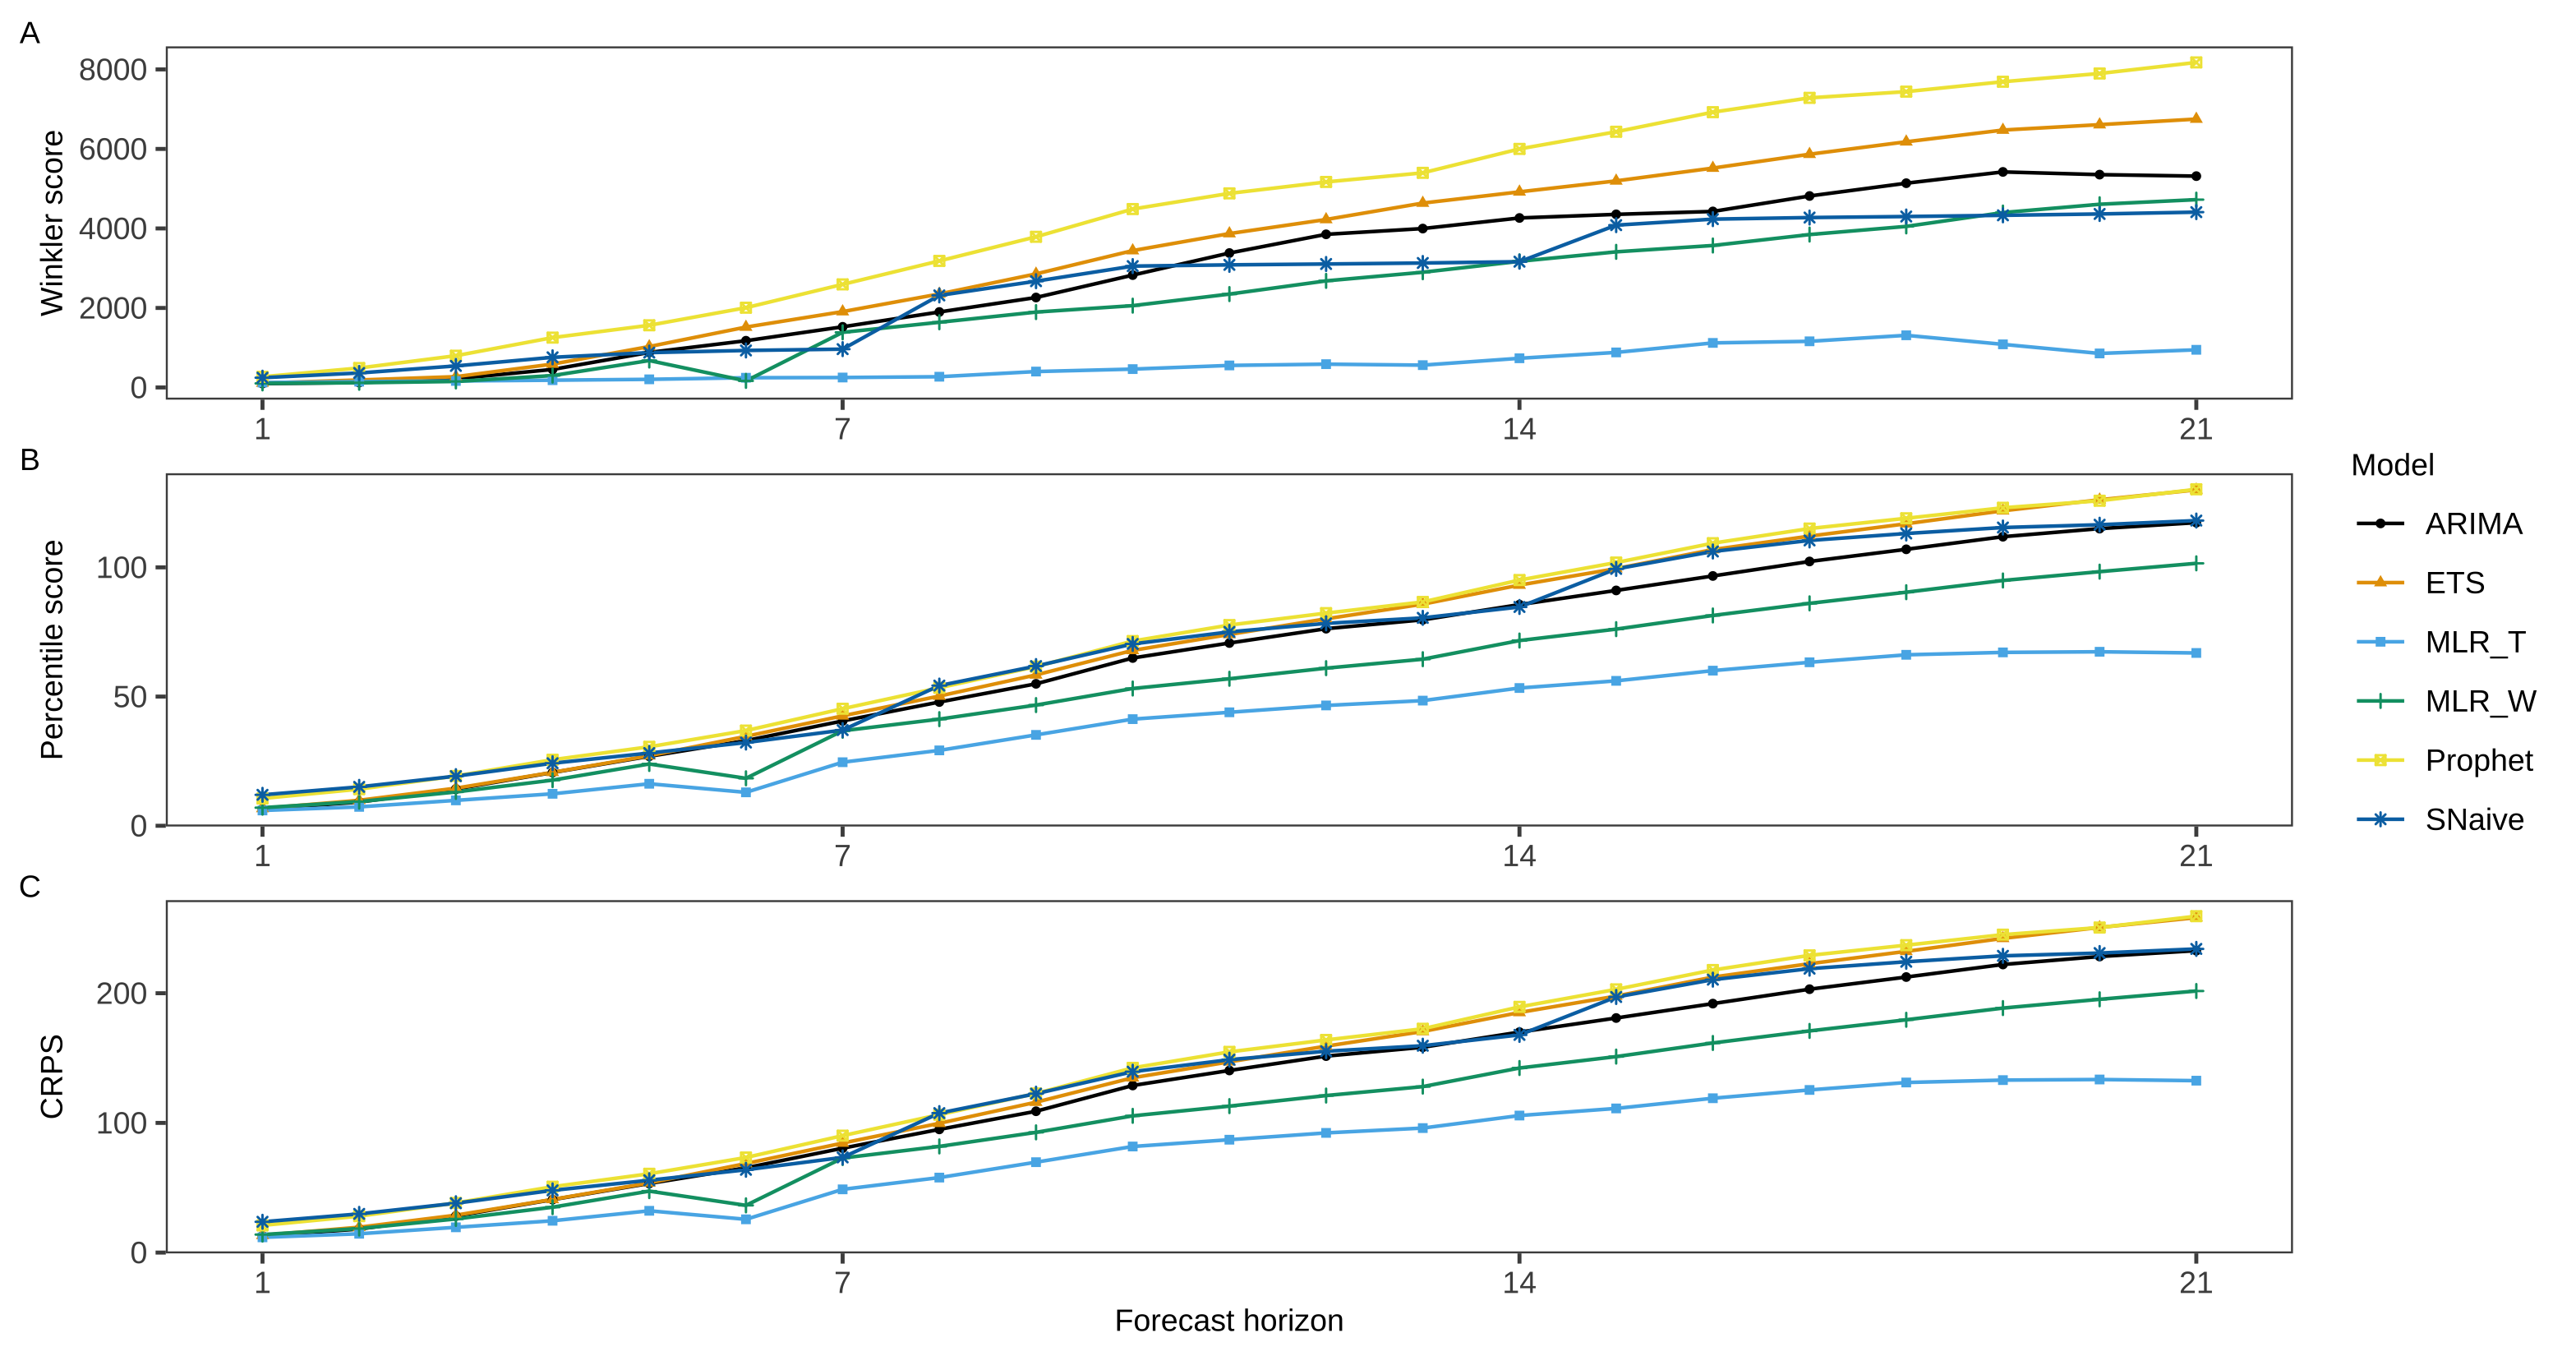 A
Winkler score
8000
6000
4000
2000
0
1 7 14 21
B
Percentile score
100
50
0
1 7 14 21
C
CRPS
200
100
0
1 7 14 21
Forecast horizon
Model
ARIMA
ETS
MLR_T
MLR_W
Prophet
SNaive